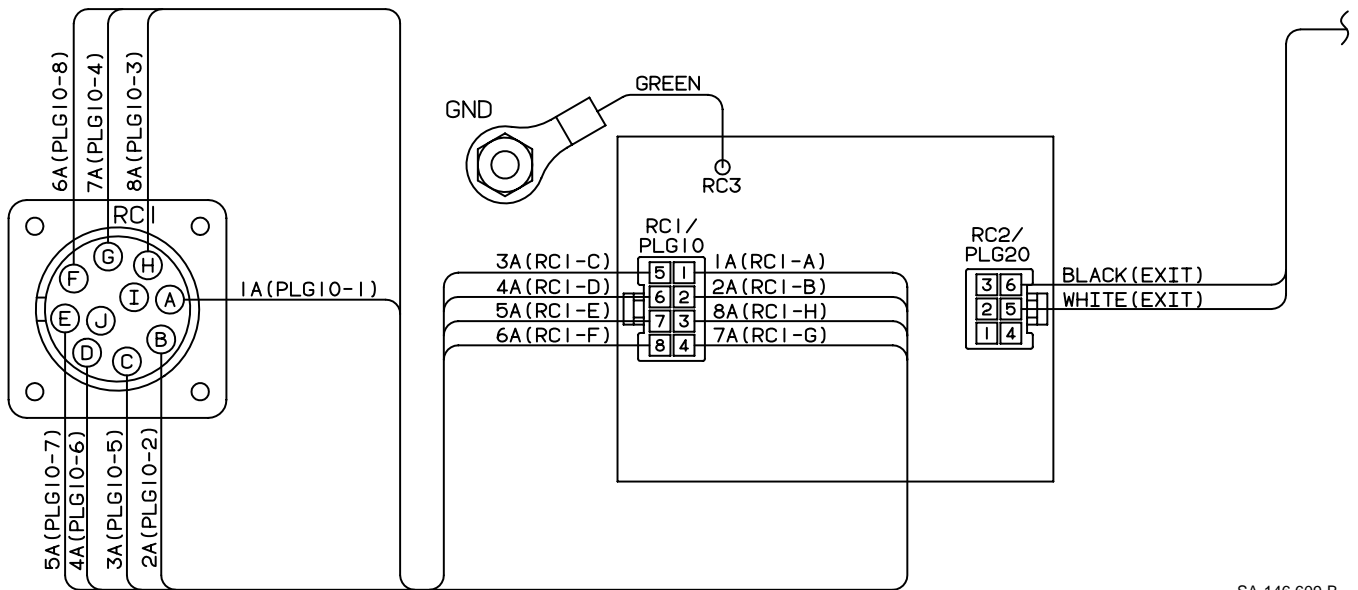 6A(PLG10-8)
7A(PLG10-4)
8A(PLG10-3)
GND
GREEN
RC3
RC1
F
G
H
I
A
E
J
B
D
C
1A(PLG10-1)
5A(PLG10-7)
4A(PLG10-6)
3A(PLG10-5)
2A(PLG10-2)
RC1/
PLG10
3A(RC1-C) 5 1 1A(RC1-A)
4A(RC1-D) 6 2 2A(RC1-B)
5A(RC1-E) 7 3 8A(RC1-H)
6A(RC1-F) 8 4 7A(RC1-G)
RC2/
PLG20
3 6 BLACK(EXIT)
2 5 WHITE(EXIT)
1 4